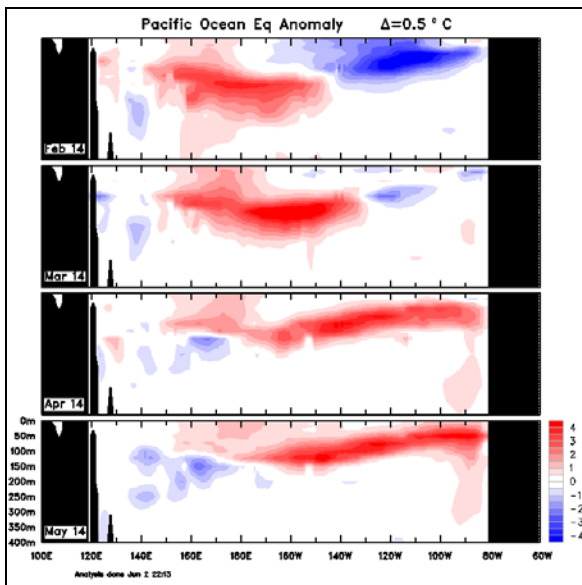 Pacific Ocean Eq Anomaly Δ=0.5 °C
Feb 14
Mar 14
Apr 14
0m
50m
100m
150m
200m
250m
300m
350m
400m
May 14
4
3
2
1
0
-1
-2
-3
-4
100E 120E 140E 160E 180 160W 140W 120W 100W 80W 60W
Analysis done Jun 2 22:13